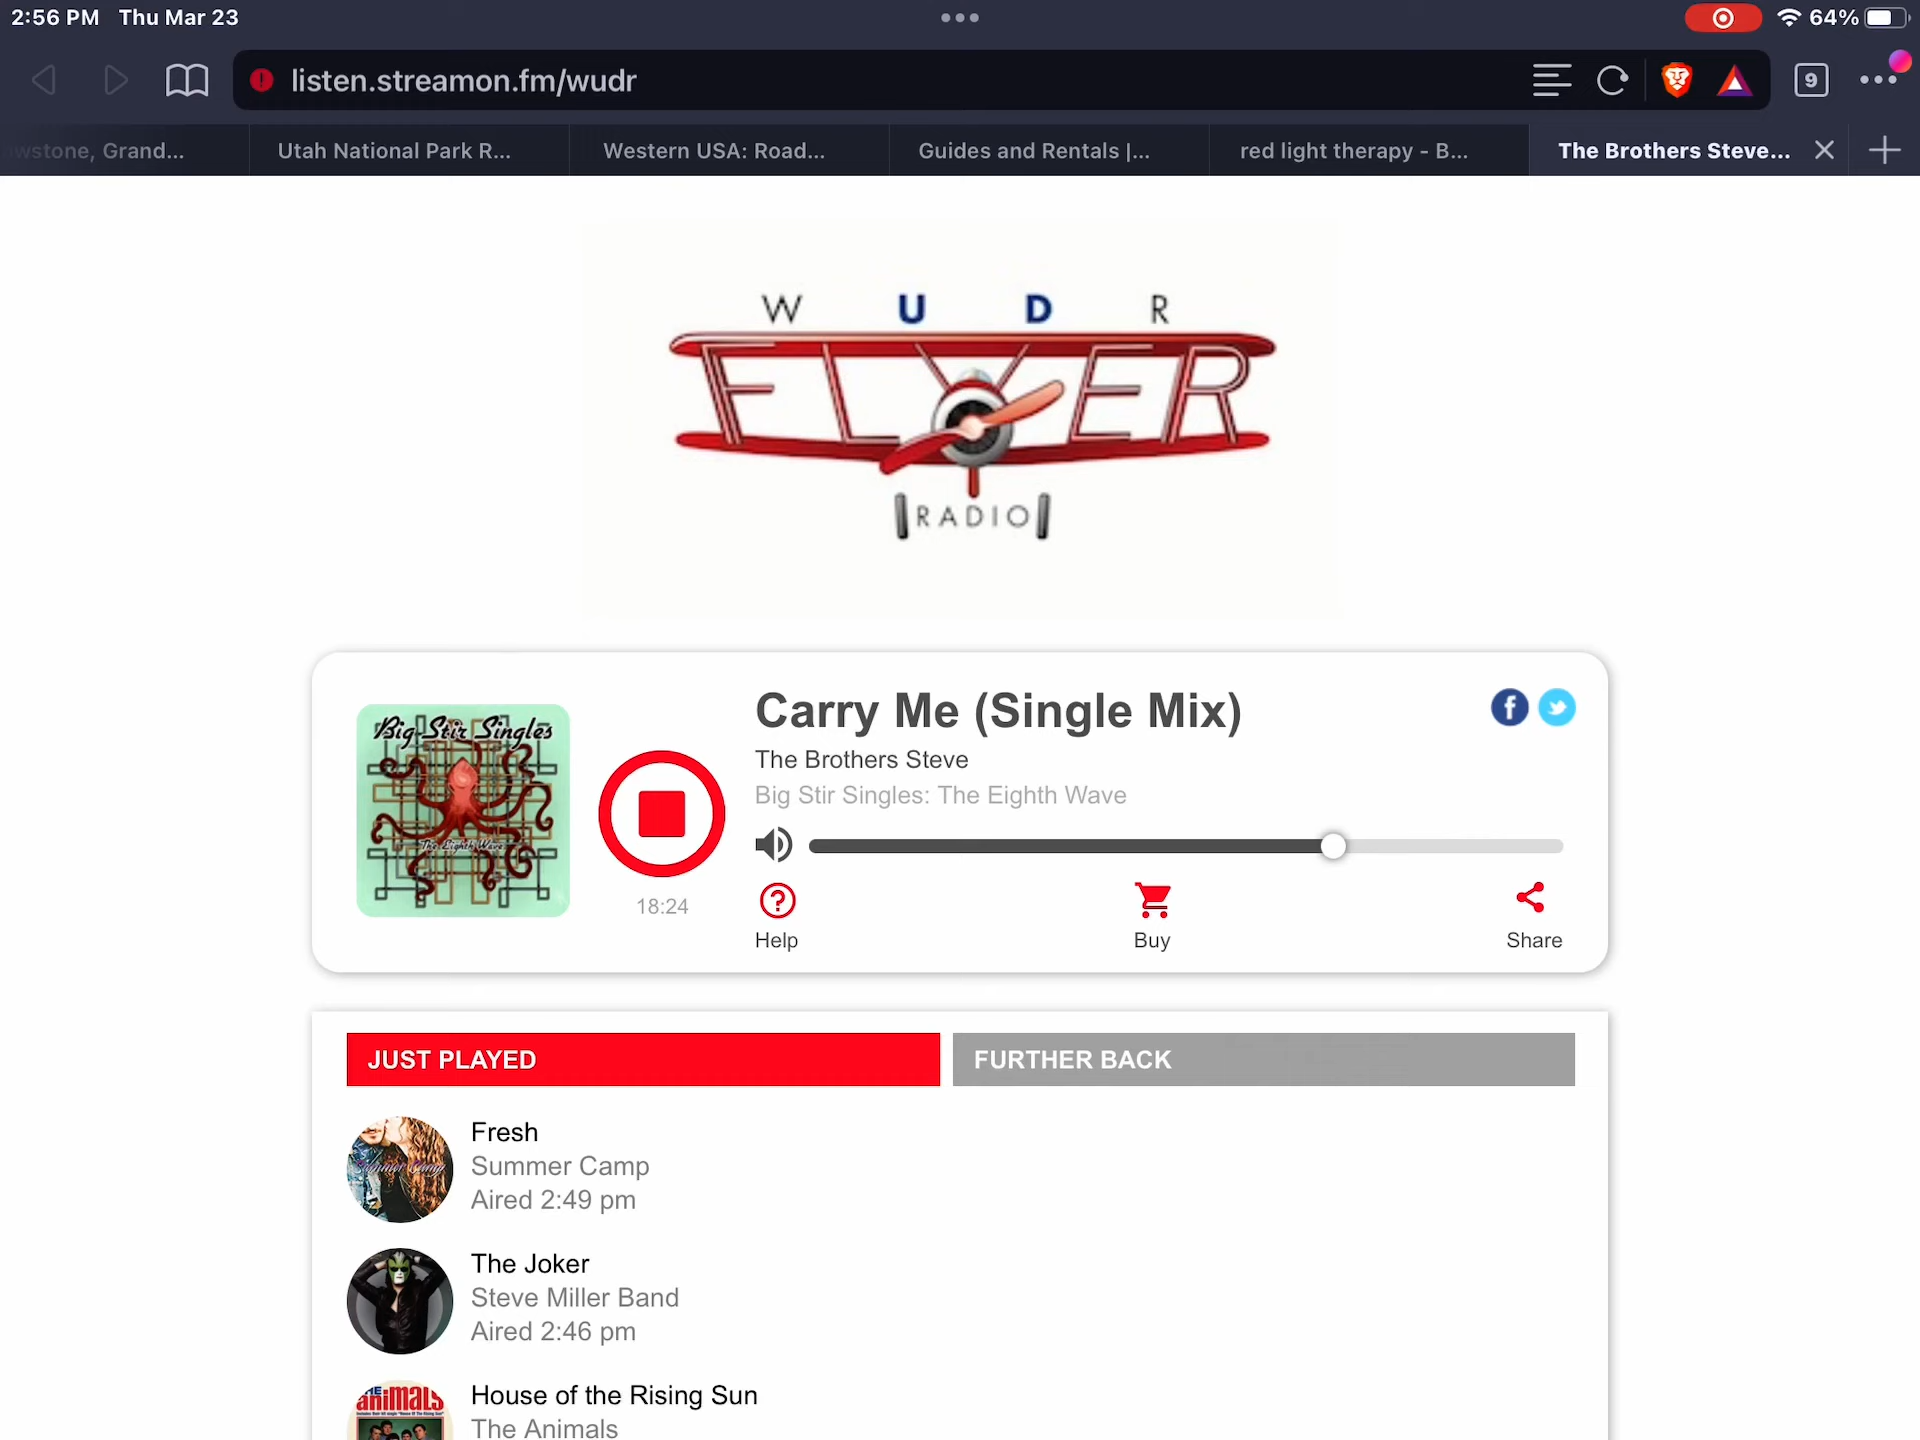 2:56 PM Thu Mar 23
64%
listen.streamon.fm/wudr
9
wstone, Grand...
Utah National Park R...
Western USA: Road...
Guides and Rentals |...
red light therapy - B...
The Brothers Steve...
W U D R
FLYER
RADIO
Big Stir Singles
The Eighth Wave
Carry Me (Single Mix)
The Brothers Steve
Big Stir Singles: The Eighth Wave
18:24
Help
Buy
Share
JUST PLAYED
FURTHER BACK
Fresh
Summer Camp
Aired 2:49 pm
The Joker
Steve Miller Band
Aired 2:46 pm
THE
animals
House of the Rising Sun
The Animals